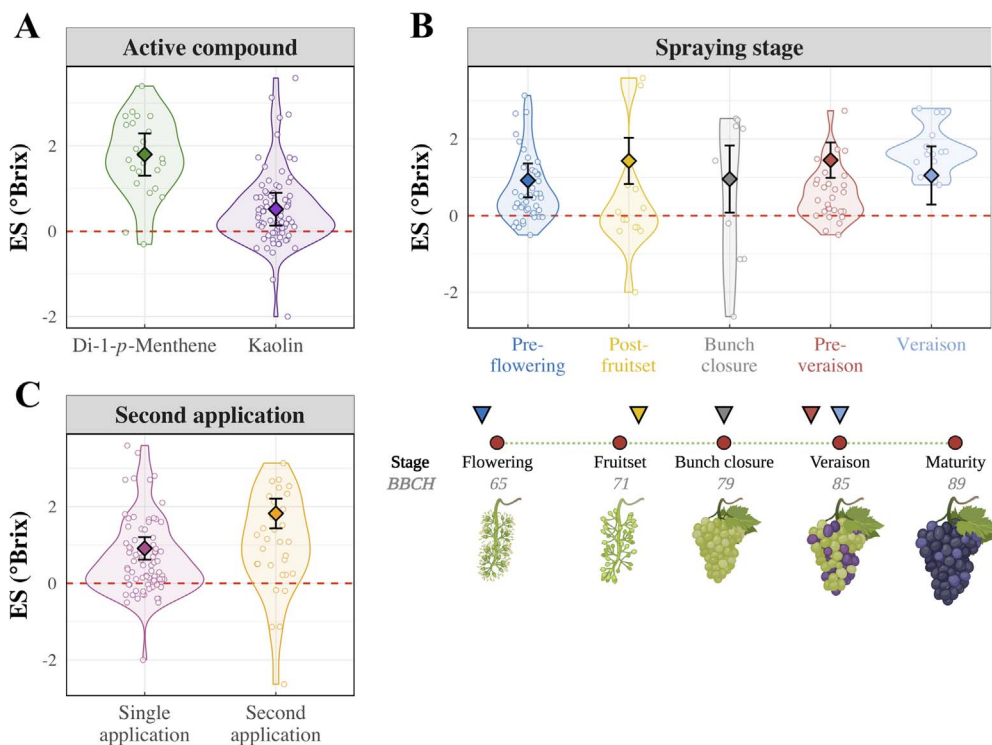 A
Active compound
ES (°Brix)
2
0
-2
Di-1-p-Menthene
Kaolin
B
Spraying stage
ES (°Brix)
2
0
-2
Pre-
flowering
Post-
fruitset
Bunch
closure
Pre-
veraison
Veraison
Stage
Flowering
Fruitset
Bunch closure
Veraison
Maturity
BBCH
65
71
79
85
89
C
Second application
ES (°Brix)
2
0
-2
Single
application
Second
application